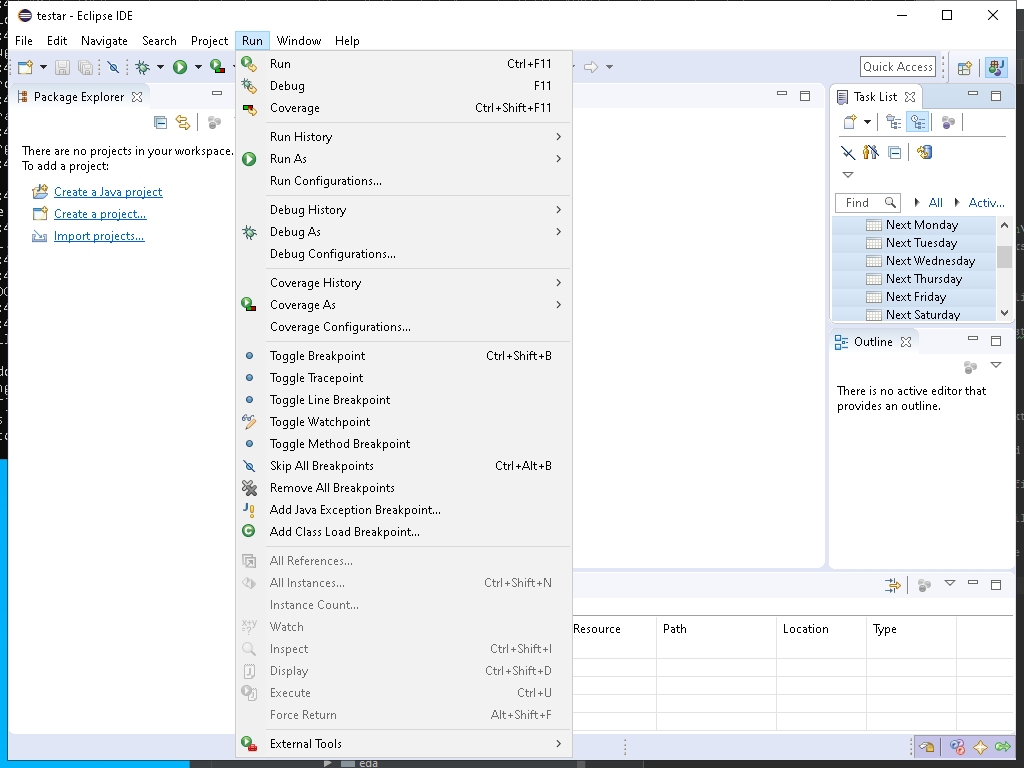 testar - Eclipse IDE
File Edit Navigate Search Project Run Window Help
Quick Access
Package Explorer
There are no projects in your workspace.
To add a project:
Create a Java project
Create a project...
Import projects...
Run Ctrl+F11
Debug F11
Coverage Ctrl+Shift+F11
Run History
Run As
Run Configurations...
Debug History
Debug As
Debug Configurations...
Coverage History
Coverage As
Coverage Configurations...
Toggle Breakpoint Ctrl+Shift+B
Toggle Tracepoint
Toggle Line Breakpoint
Toggle Watchpoint
Toggle Method Breakpoint
Skip All Breakpoints Ctrl+Alt+B
Remove All Breakpoints
Add Java Exception Breakpoint...
Add Class Load Breakpoint...
All References...
All Instances... Ctrl+Shift+N
Instance Count...
Watch
Inspect Ctrl+Shift+I
Display Ctrl+Shift+D
Execute Ctrl+U
Force Return Alt+Shift+F
External Tools
Task List
Find All Activ...
Next Monday
Next Tuesday
Next Wednesday
Next Thursday
Next Friday
Next Saturday
Outline
There is no active editor that
provides an outline.
Resource Path Location Type
eda